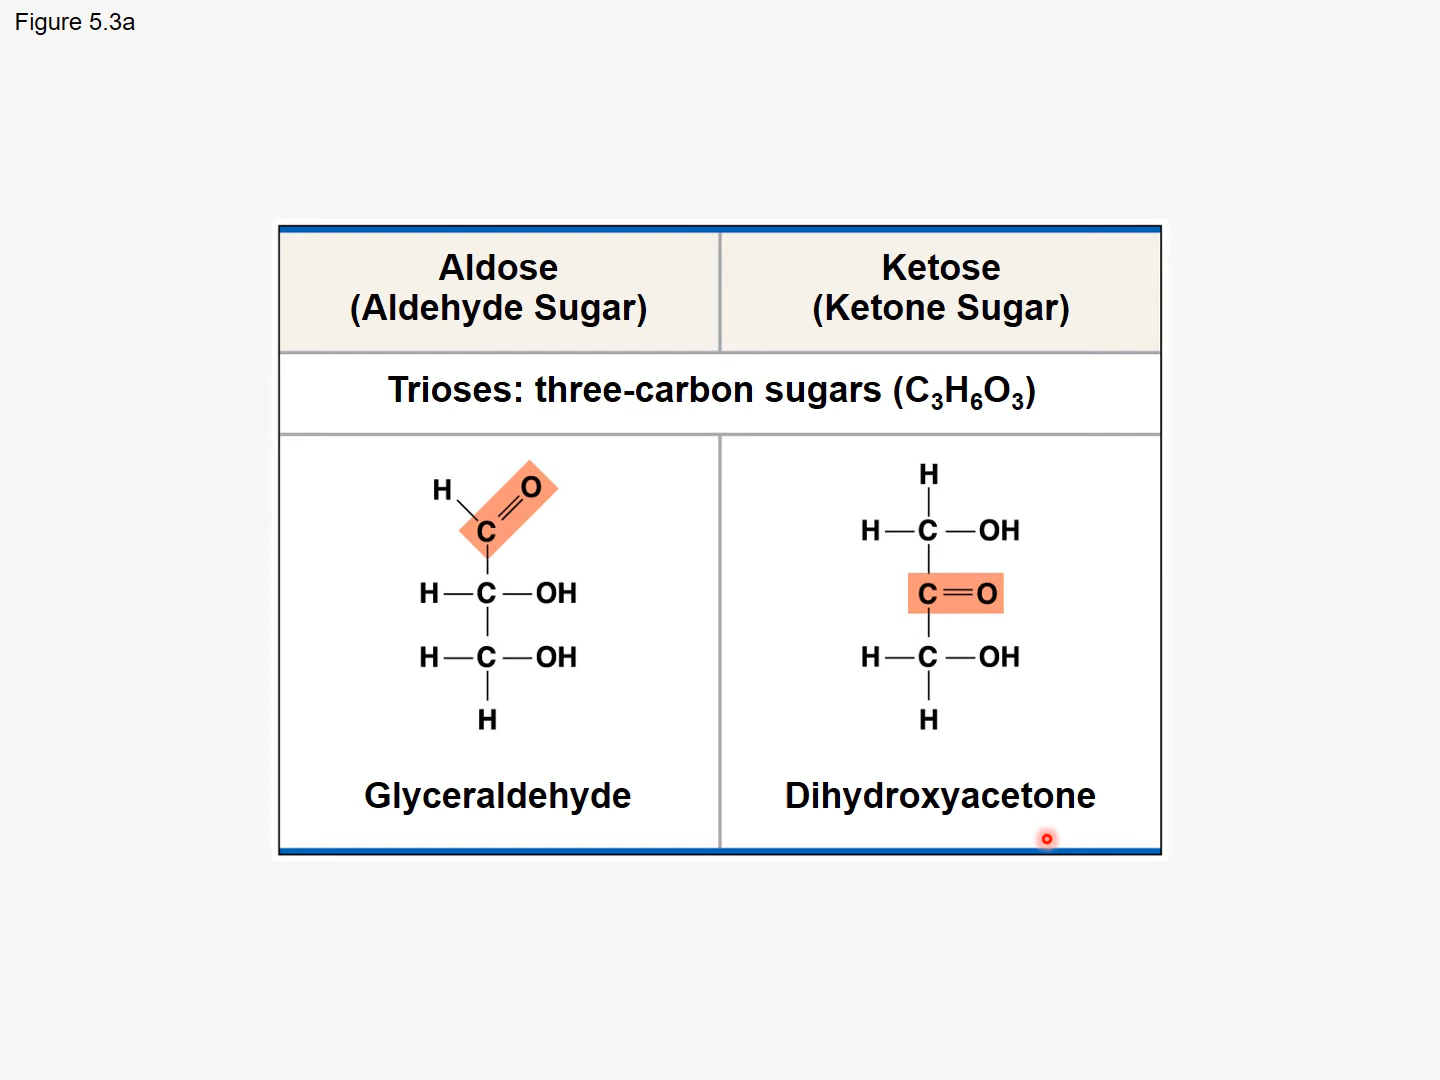 Figure 5.3a
Aldose
(Aldehyde Sugar)
Ketose
(Ketone Sugar)
Trioses: three-carbon sugars (C₃H₆O₃)
H O
C
H C OH
H C OH
H
Glyceraldehyde
H
H C OH
C O
H C OH
H
Dihydroxyacetone